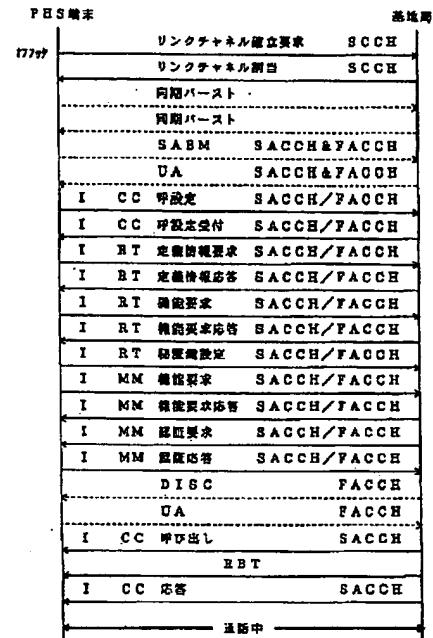 PHS端末 基地局
リンクチャネル確立要求 SCCH
ｵﾌﾌｯｸ
リンクチャネル割当 SCCH
同期バースト
同期バースト
SABM SACCH&FACCH
UA SACCH&FACCH
I CC 呼設定 SACCH/FACCH
I CC 呼設定受付 SACCH/FACCH
I RT 定義情報要求 SACCH/FACCH
I RT 定義情報応答 SACCH/FACCH
I RT 機能要求 SACCH/FACCH
I RT 機能要求応答 SACCH/FACCH
I RT 秘匿鍵設定 SACCH/FACCH
I MM 機能要求 SACCH/FACCH
I MM 機能要求応答 SACCH/FACCH
I MM 認証要求 SACCH/FACCH
I MM 認証応答 SACCH/FACCH
DISC FACCH
UA FACCH
I CC 呼び出し SACCH
RBT
I CC 応答 SACCH
通話中